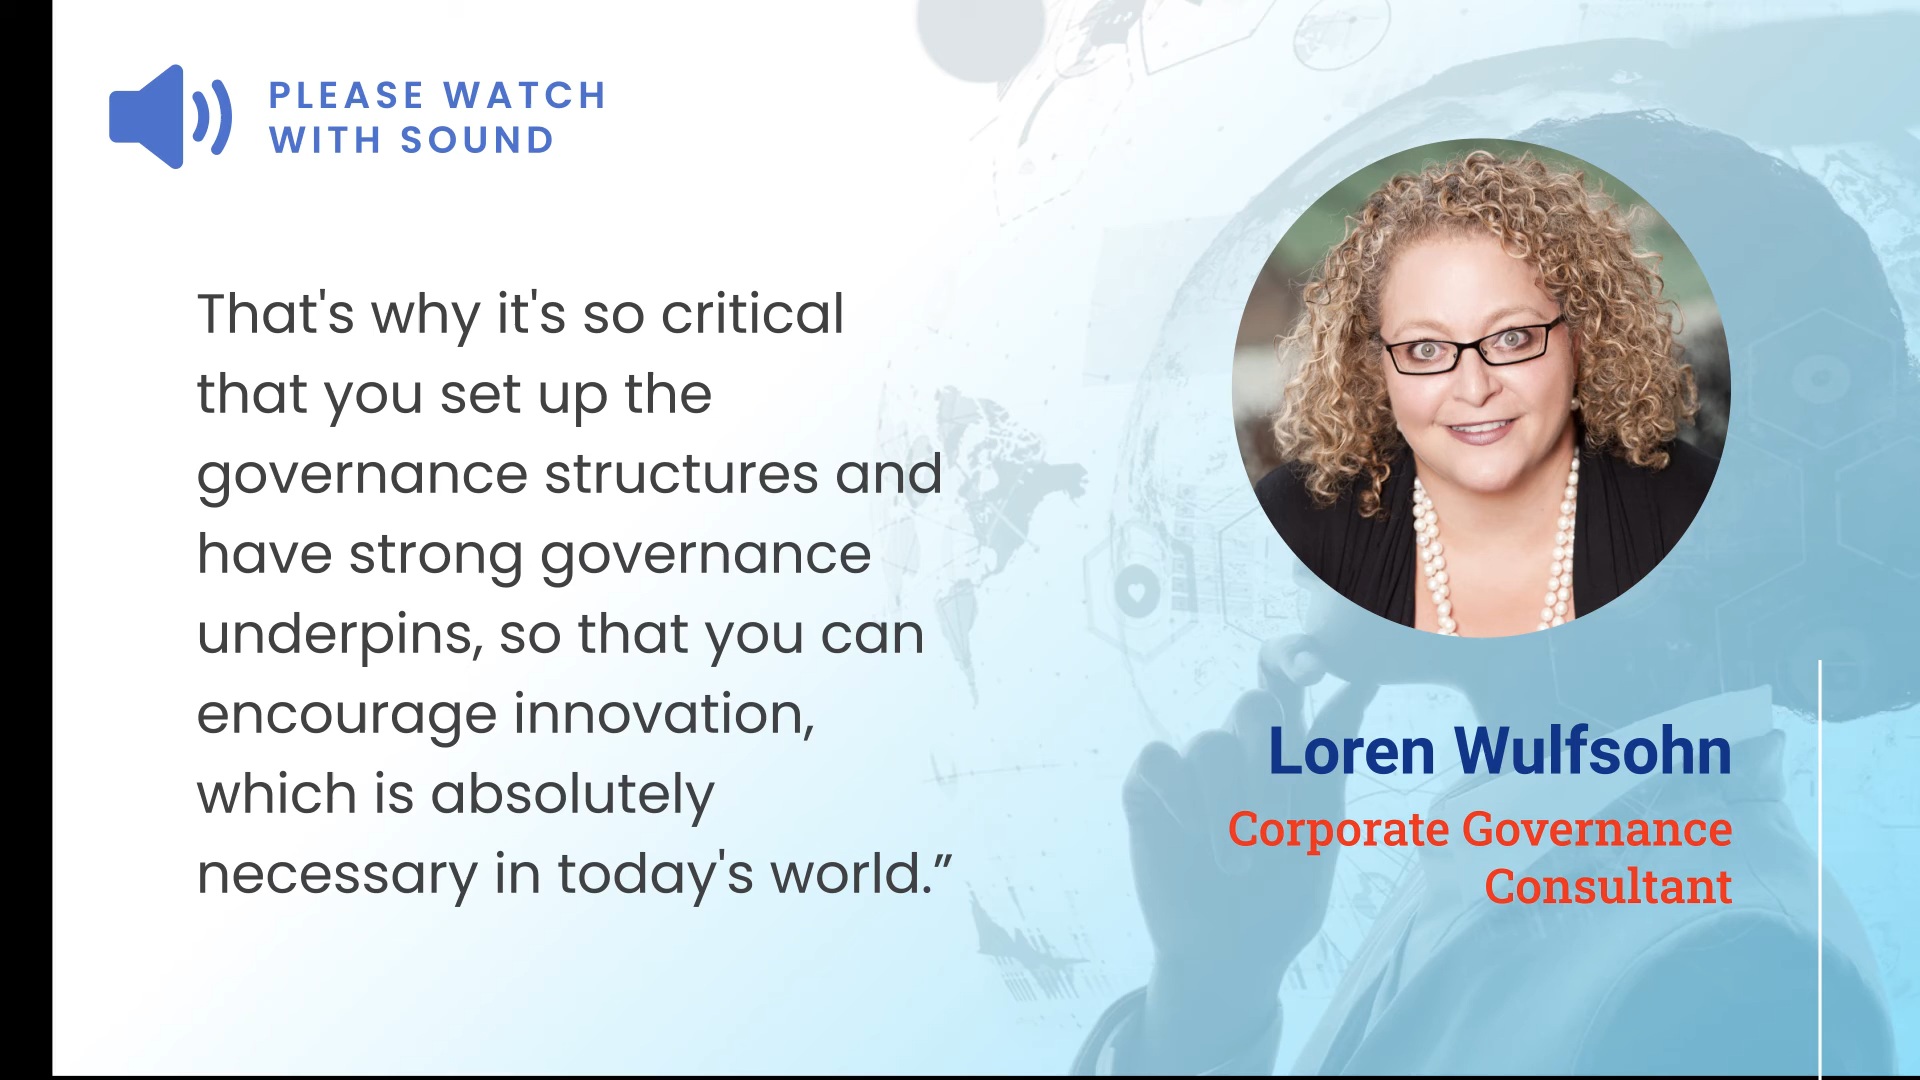 PLEASE WATCH
WITH SOUND
That's why it's so critical
that you set up the
governance structures and
have strong governance
underpins, so that you can
encourage innovation,
which is absolutely
necessary in today's world.”
Loren Wulfsohn
Corporate Governance
Consultant